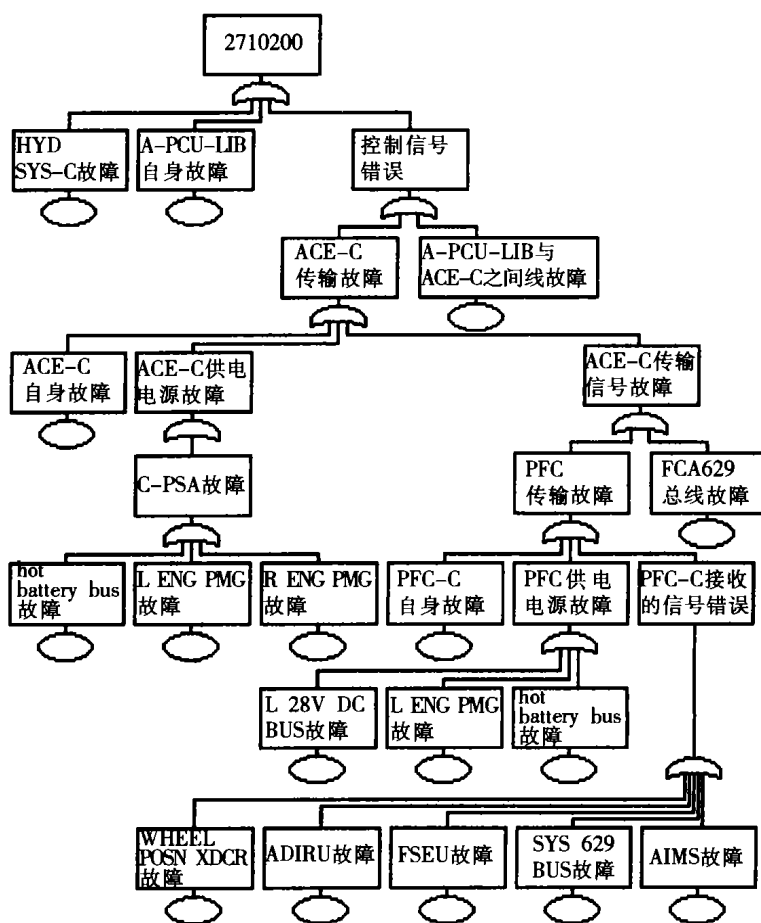 2710200
HYD
SYS-C故障
A-PCU-LIB
自身故障
控制信号
错误
ACE-C
传输故障
A-PCU-LIB与
ACE-C之间线故障
ACE-C
自身故障
ACE-C供电
电源故障
ACE-C传输
信号故障
C-PSA故障
PFC
传输故障
FCA629
总线故障
hot
battery bus
故障
L ENG PMG
故障
R ENG PMG
故障
PFC-C
自身故障
PFC供电
电源故障
PFC-C接收
的信号错误
L 28V DC
BUS故障
L ENG PMG
故障
hot
battery bus
故障
WHEEL
POSN XDCR
故障
ADIRU故障
FSEU故障
SYS 629
BUS故障
AIMS故障